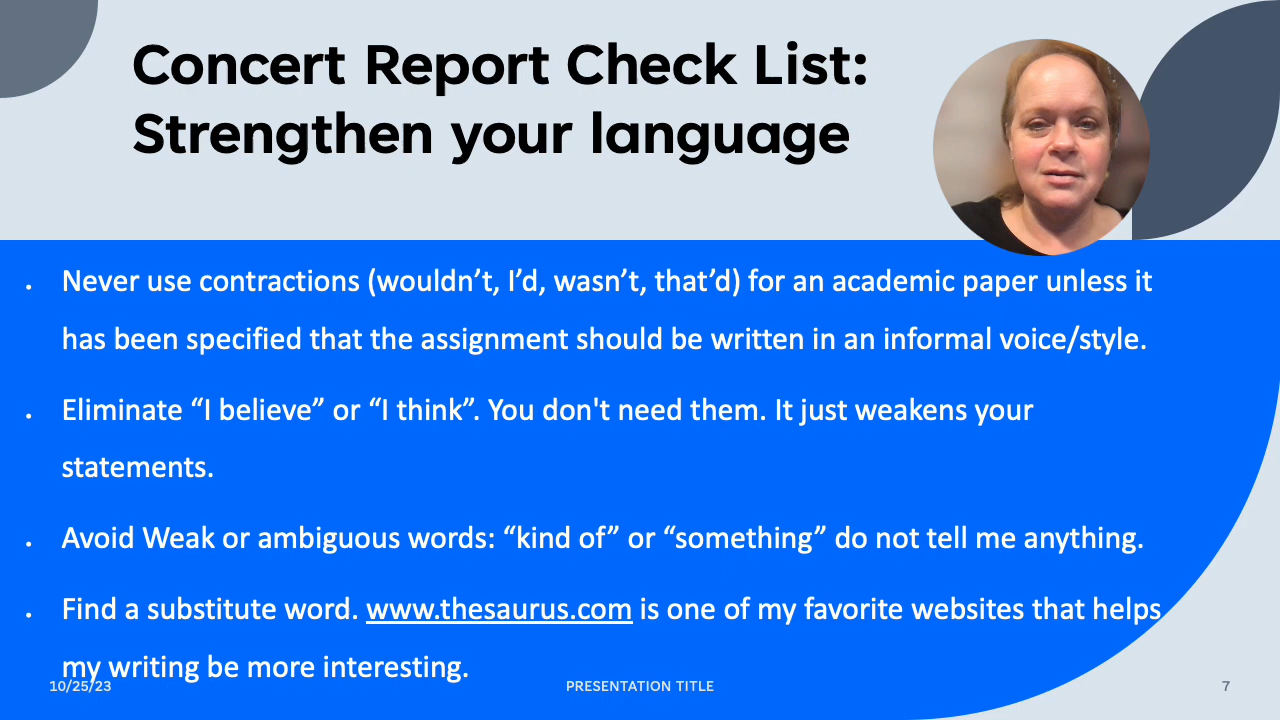 Concert Report Check List:
Strengthen your language
• Never use contractions (wouldn’t, I’d, wasn’t, that’d) for an academic paper unless it
has been specified that the assignment should be written in an informal voice/style.
• Eliminate “I believe” or “I think”. You don't need them. It just weakens your
statements.
• Avoid Weak or ambiguous words: “kind of” or “something” do not tell me anything.
• Find a substitute word. www.thesaurus.com is one of my favorite websites that helps
my writing be more interesting.
10/25/23
PRESENTATION TITLE
7